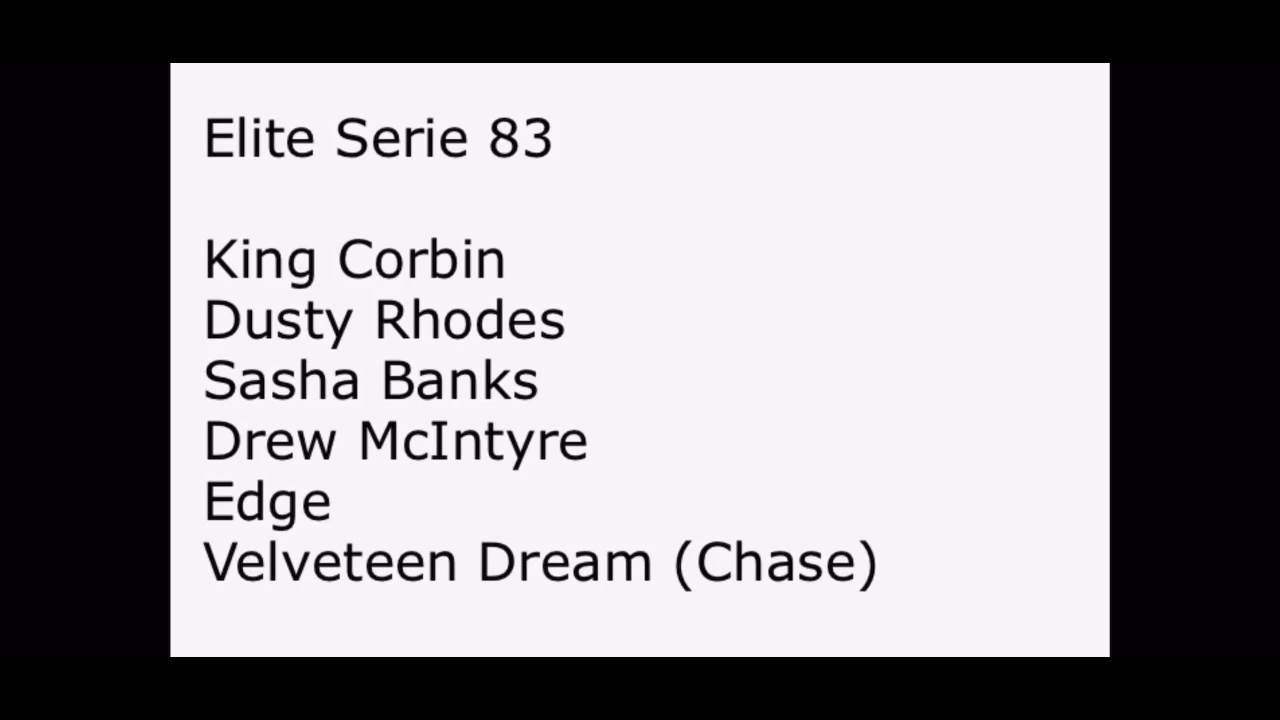 Elite Serie 83
King Corbin
Dusty Rhodes
Sasha Banks
Drew McIntyre
Edge
Velveteen Dream (Chase)